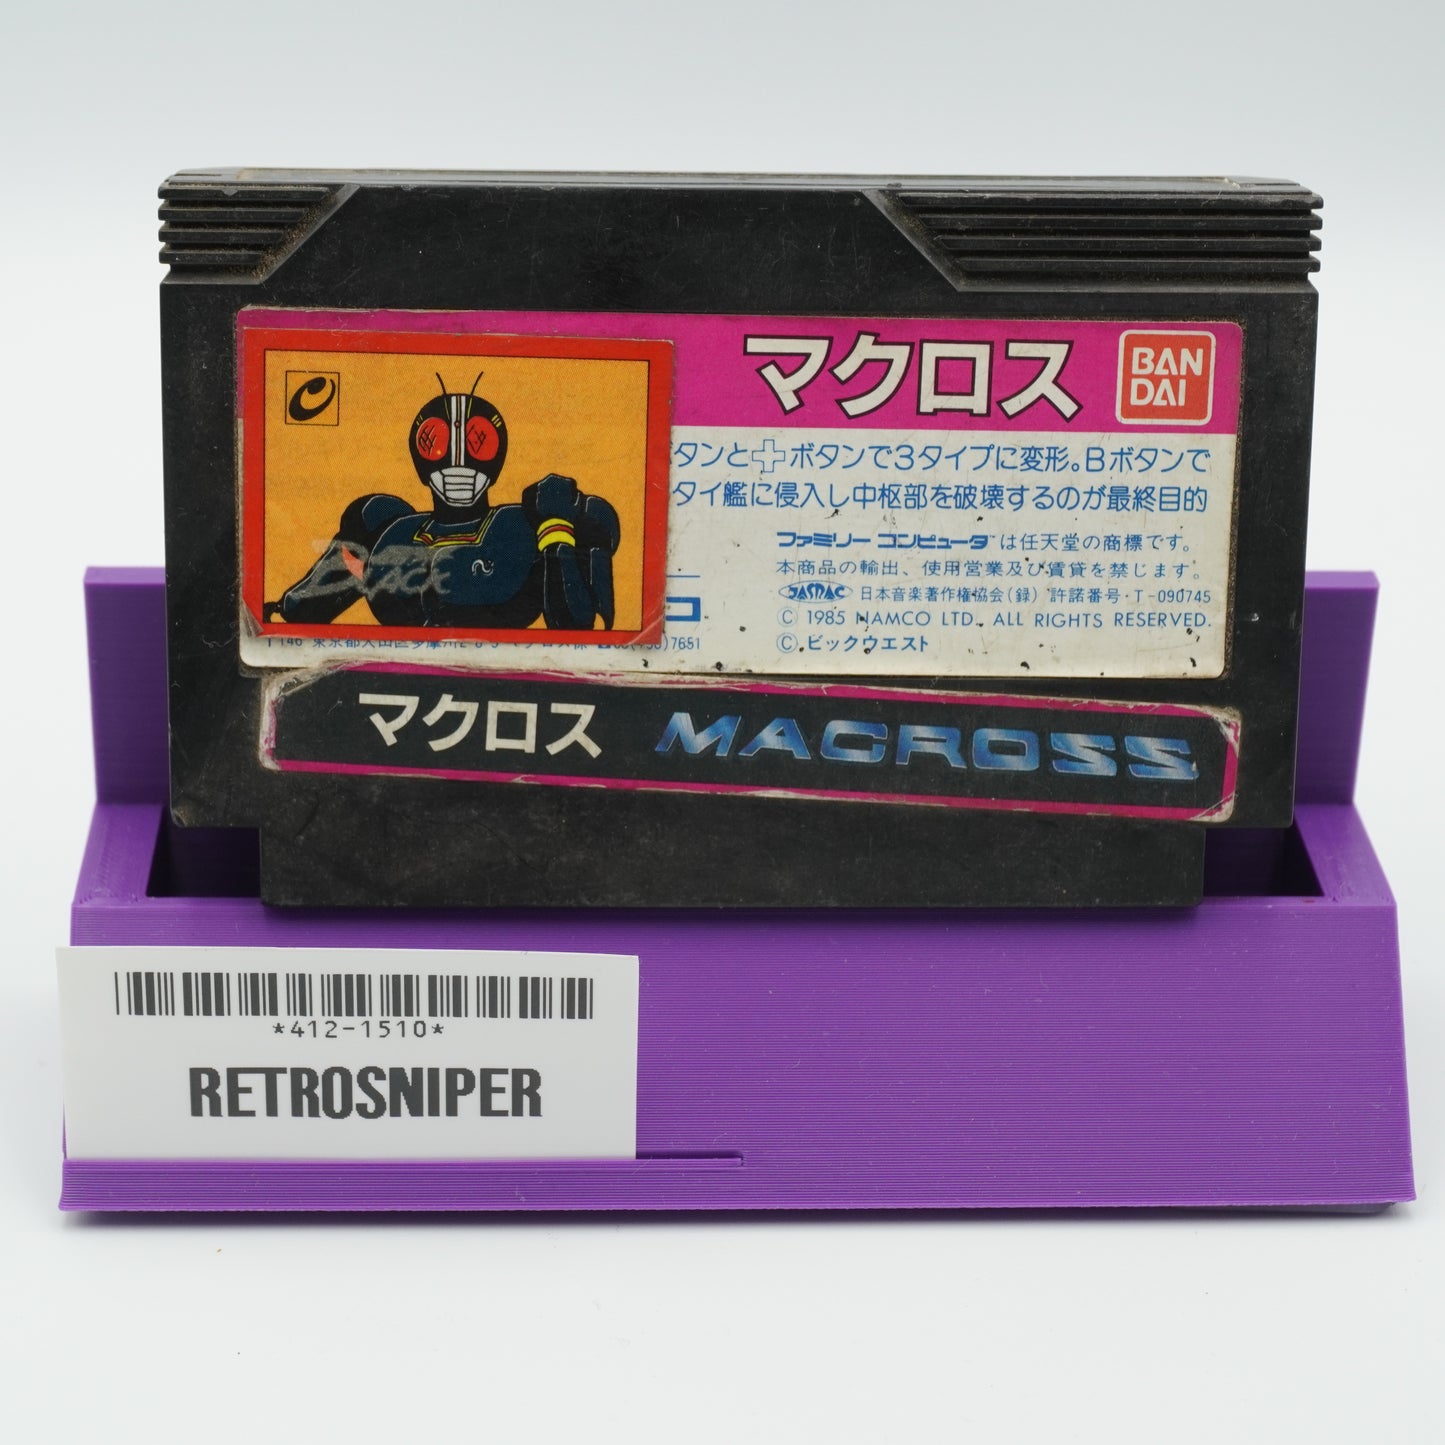 マクロス
BAN
DAI
タンと ボタンで3タイプに変形。Bボタンで
タイ艦に侵入し中枢部を破壊するのが最終目的
ファミリー コンピュータ™は任天堂の商標です。
本商品の輸出、使用営業及び賃貸を禁じます。
JASRAC 日本音楽著作権協会(録) 許諾番号・T-090745
© 1985 NAMCO LTD., ALL RIGHTS RESERVED.
© ビックウエスト
BLACK
コ
7651
マクロス MACROSS
*412-1510*
RETROSNIPER